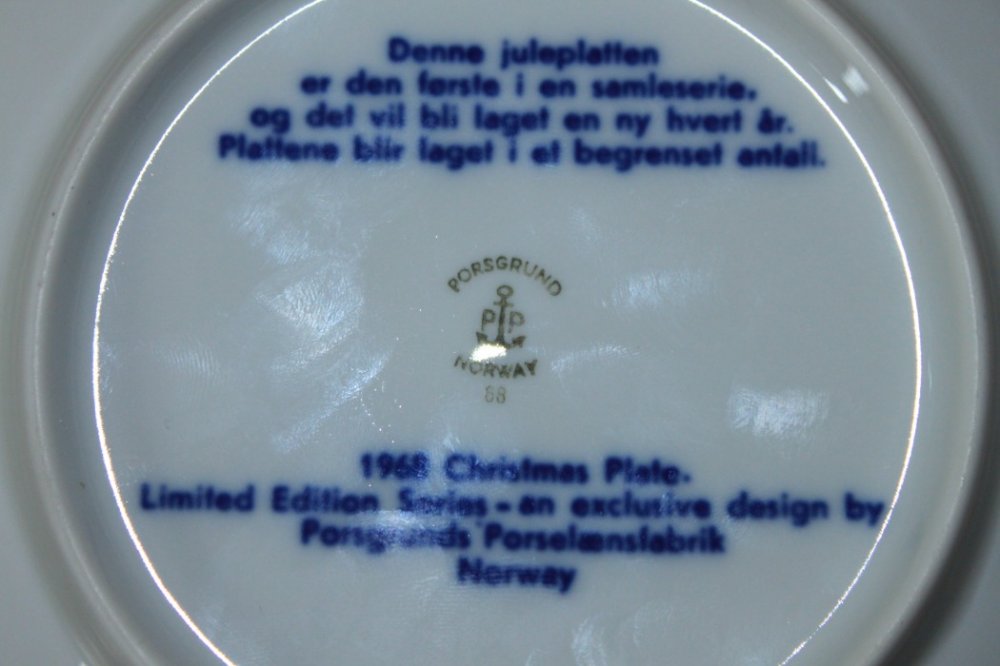 Denne juleplatten
er den første i en samleserie,
og det vil bli laget en ny hvert år.
Plattene blir laget i et begrenset antall.
PORSGRUND
P P
NORWAY
68
1968 Christmas Plate.
Limited Edition Series - an exclusive design by
Porsgrunds Porselænsfabrik
Norway